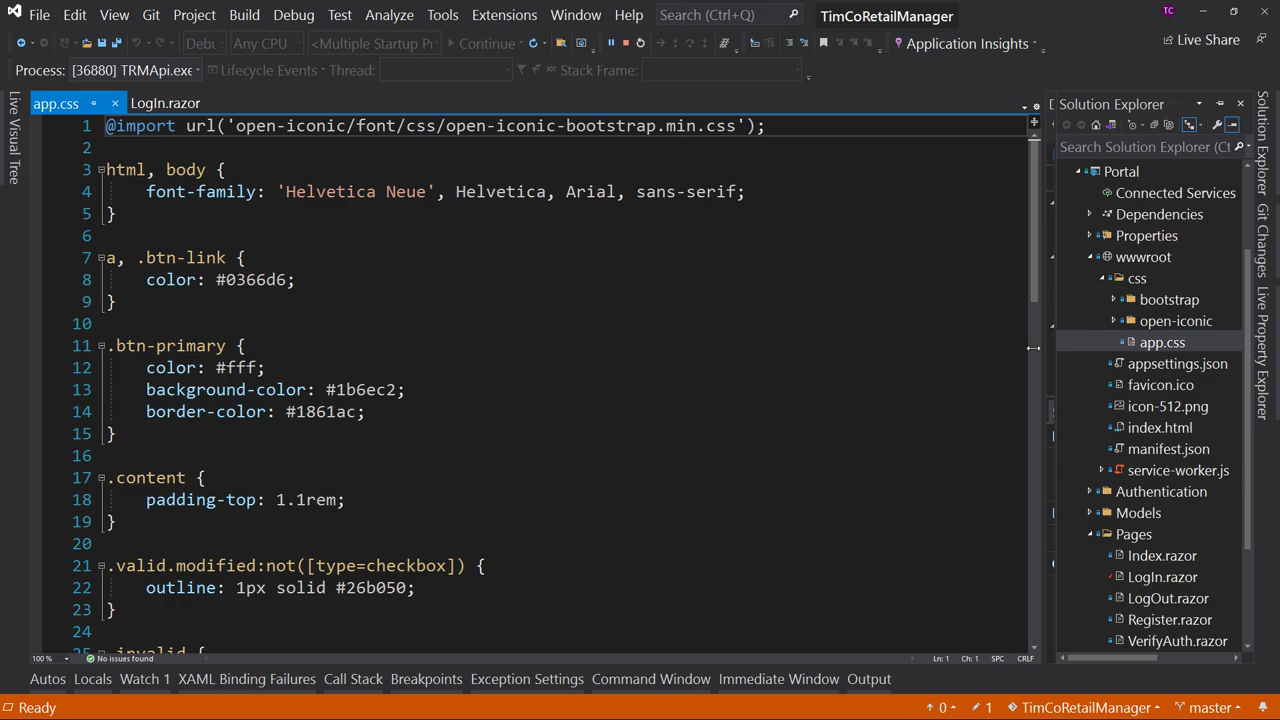 File Edit View Git Project Build Debug Test Analyze Tools Extensions Window Help Search (Ctrl+Q) TimCoRetailManager TC
Debu Any CPU <Multiple Startup Pr Continue Application Insights Live Share
Process: [36880] TRMApi.exe Lifecycle Events Thread: Stack Frame:
Live Visual Tree
app.css LogIn.razor
1 @import url('open-iconic/font/css/open-iconic-bootstrap.min.css');
2
3 html, body {
4 font-family: 'Helvetica Neue', Helvetica, Arial, sans-serif;
5 }
6
7 a, .btn-link {
8 color: #0366d6;
9 }
10
11 .btn-primary {
12 color: #fff;
13 background-color: #1b6ec2;
14 border-color: #1861ac;
15 }
16
17 .content {
18 padding-top: 1.1rem;
19 }
20
21 .valid.modified:not([type=checkbox]) {
22 outline: 1px solid #26b050;
23 }
24
25 .invalid {
100 % No issues found Ln: 1 Ch: 1 SPC CRLF
Solution Explorer
Search Solution Explorer (Ct
Portal
Connected Services
Dependencies
Properties
wwwroot
css
bootstrap
open-iconic
app.css
appsettings.json
favicon.ico
icon-512.png
index.html
manifest.json
service-worker.js
Authentication
Models
Pages
Index.razor
LogIn.razor
LogOut.razor
Register.razor
VerifyAuth.razor
Solution Explorer
Git Changes
Live Property Explorer
Autos Locals Watch 1 XAML Binding Failures Call Stack Breakpoints Exception Settings Command Window Immediate Window Output
Ready 0 1 TimCoRetailManager master